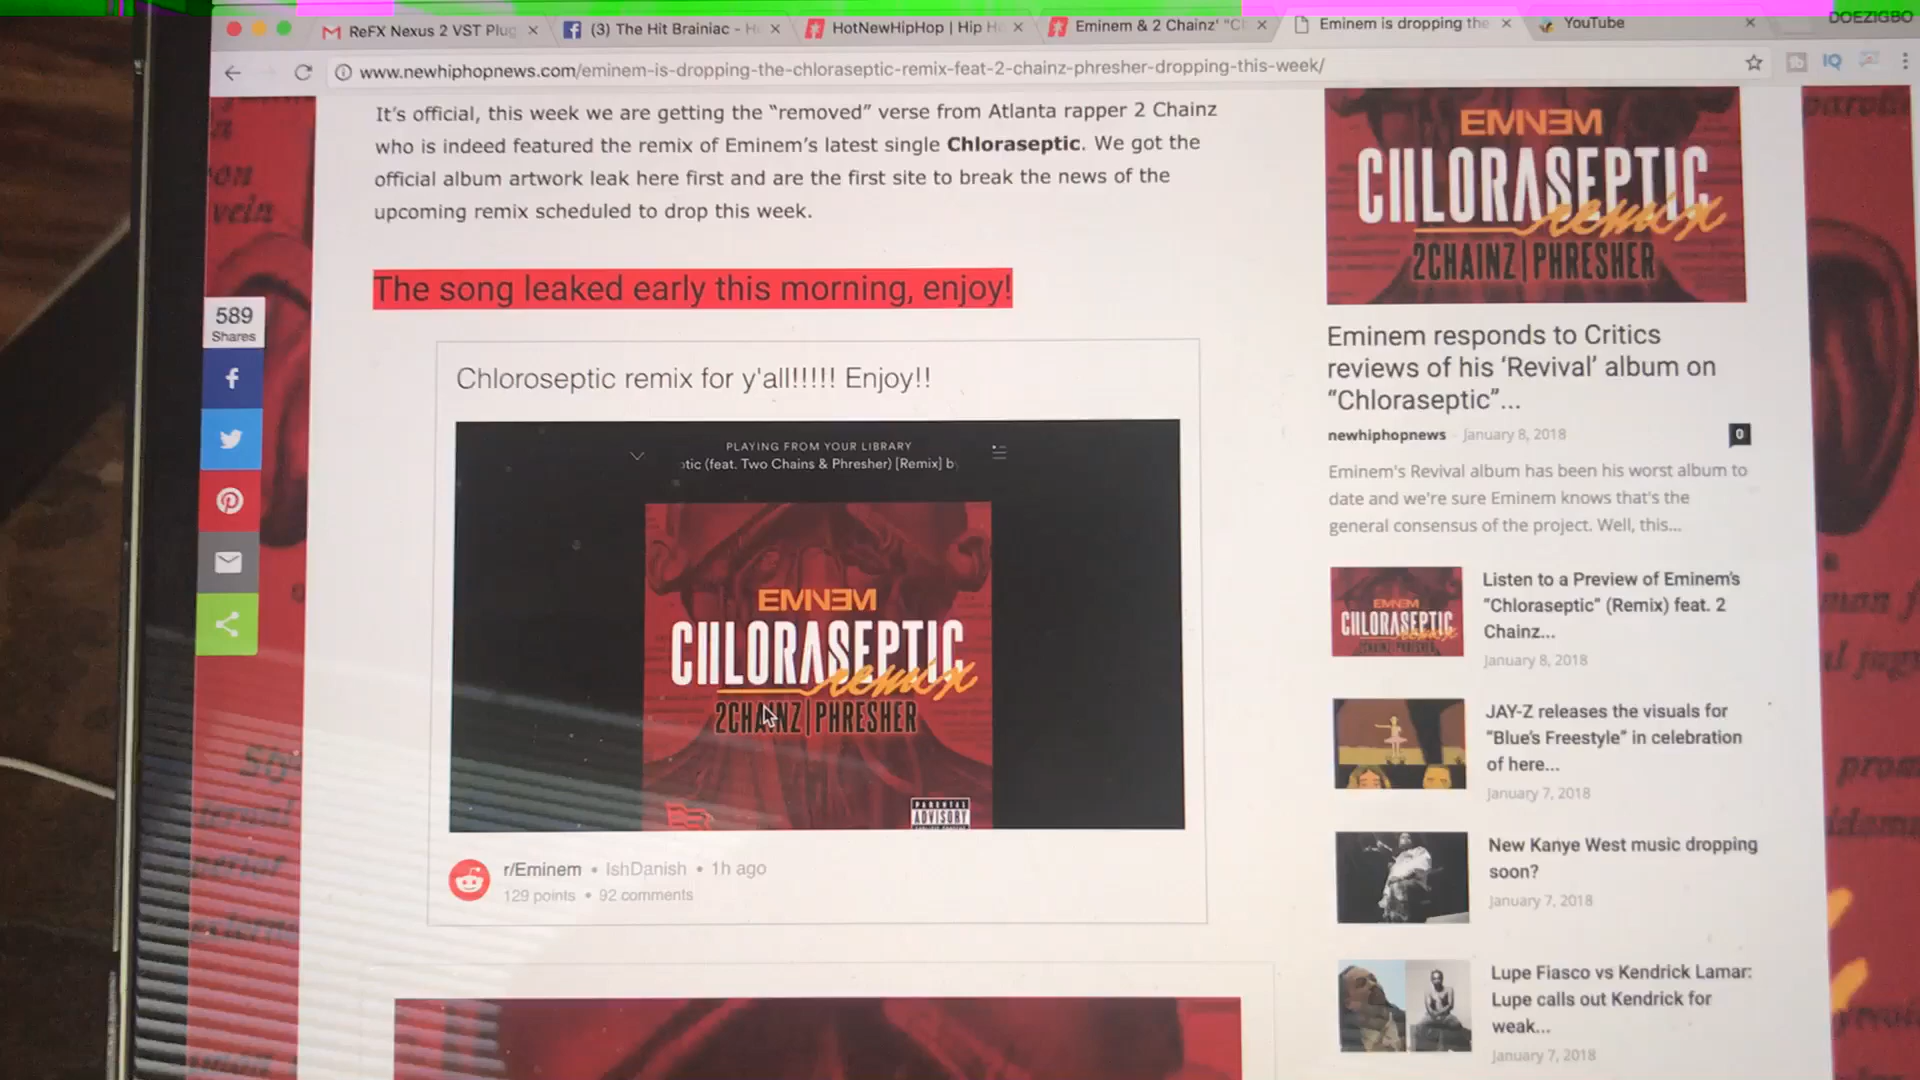 DOEZIGBO
ReFX Nexus 2 VST Plug
(3) The Hit Brainiac - H
HotNewHipHop | Hip H
Eminem & 2 Chainz' "C
Eminem is dropping the
YouTube
www.newhiphopnews.com/eminem-is-dropping-the-chloraseptic-remix-feat-2-chainz-phresher-dropping-this-week/
IQ
It's official, this week we are getting the "removed" verse from Atlanta rapper 2 Chainz
who is indeed featured the remix of Eminem's latest single Chloraseptic. We got the
official album artwork leak here first and are the first site to break the news of the
upcoming remix scheduled to drop this week.
The song leaked early this morning, enjoy!
589
Shares
Chloroseptic remix for y'all!!!!! Enjoy!!
PLAYING FROM YOUR LIBRARY
tic (feat. Two Chains & Phresher) [Remix] b
EMINEM
CHLORASEPTIC
remix
2CHAINZ|PHRESHER
PARENTAL
ADVISORY
r/Eminem • IshDanish • 1h ago
129 points • 92 comments
EMINEM
CHLORASEPTIC
remix
2CHAINZ|PHRESHER
Eminem responds to Critics
reviews of his 'Revival' album on
"Chloraseptic"...
newhiphopnews - January 8, 2018
0
Eminem's Revival album has been his worst album to
date and we're sure Eminem knows that's the
general consensus of the project. Well, this...
EMINEM
CHLORASEPTIC
remix
Listen to a Preview of Eminem's
"Chloraseptic" (Remix) feat. 2
Chainz...
January 8, 2018
JAY-Z releases the visuals for
"Blue's Freestyle" in celebration
of here...
January 7, 2018
New Kanye West music dropping
soon?
January 7, 2018
Lupe Fiasco vs Kendrick Lamar:
Lupe calls out Kendrick for
weak...
January 7, 2018
vein